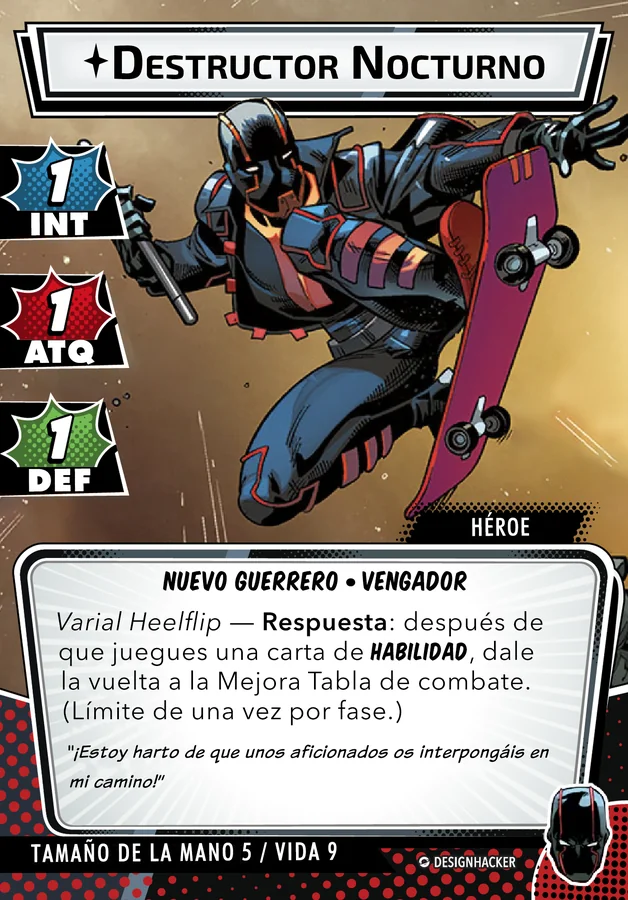 Destructor Nocturno
1
INT
1
ATQ
1
DEF
HÉROE
NUEVO GUERRERO • VENGADOR
Varial Heelflip — Respuesta: después de
que juegues una carta de HABILIDAD, dale
la vuelta a la Mejora Tabla de combate.
(Límite de una vez por fase.)
"¡Estoy harto de que unos aficionados os interpongáis en
mi camino!"
TAMAÑO DE LA MANO 5 / VIDA 9
DESIGNHACKER